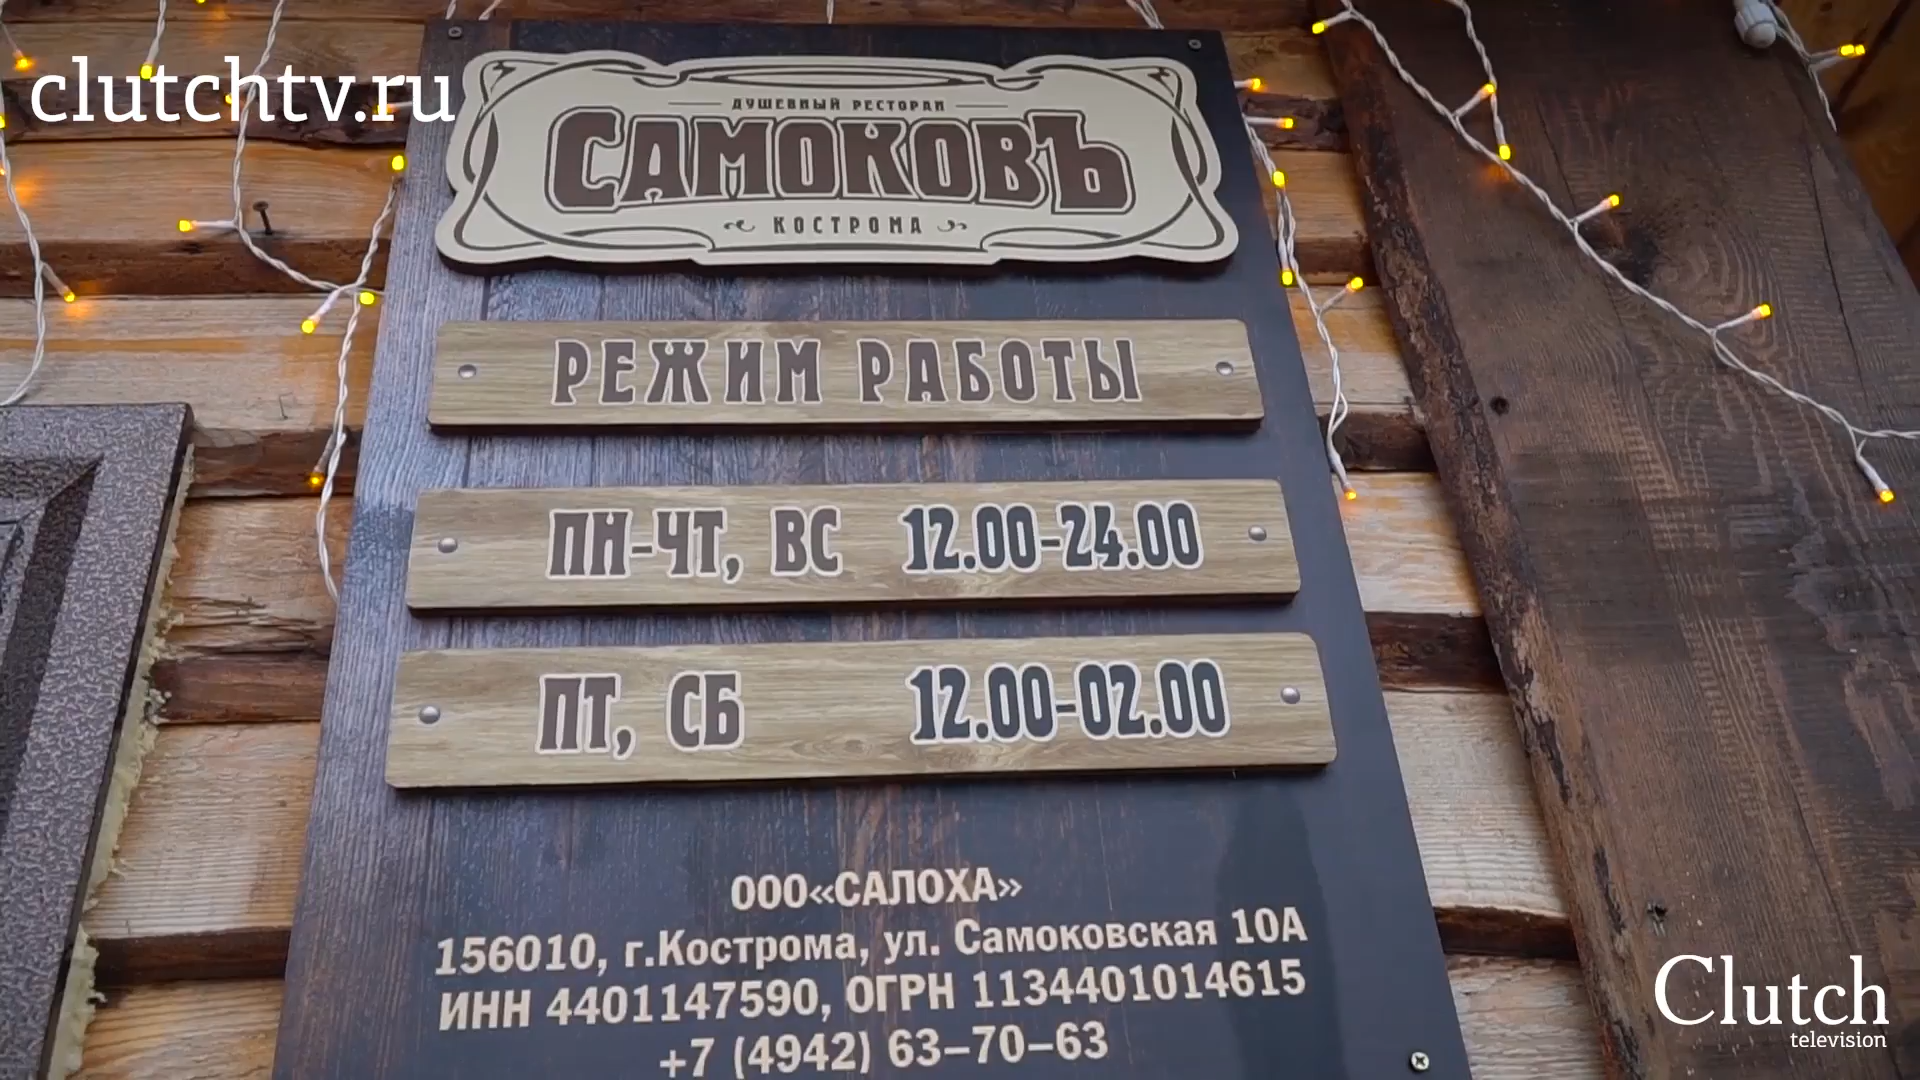 clutchtv.ru
ДУШЕВНЫЙ РЕСТОРАН
САМОКОВЪ
КОСТРОМА
РЕЖИМ РАБОТЫ
ПН-ЧТ, ВС 12.00-24.00
ПТ, СБ 12.00-02.00
ООО«САЛОХА»
156010, г.Кострома, ул. Самоковская 10А
ИНН 4401147590, ОГРН 1134401014615
+7 (4942) 63–70–63
Clutch
television